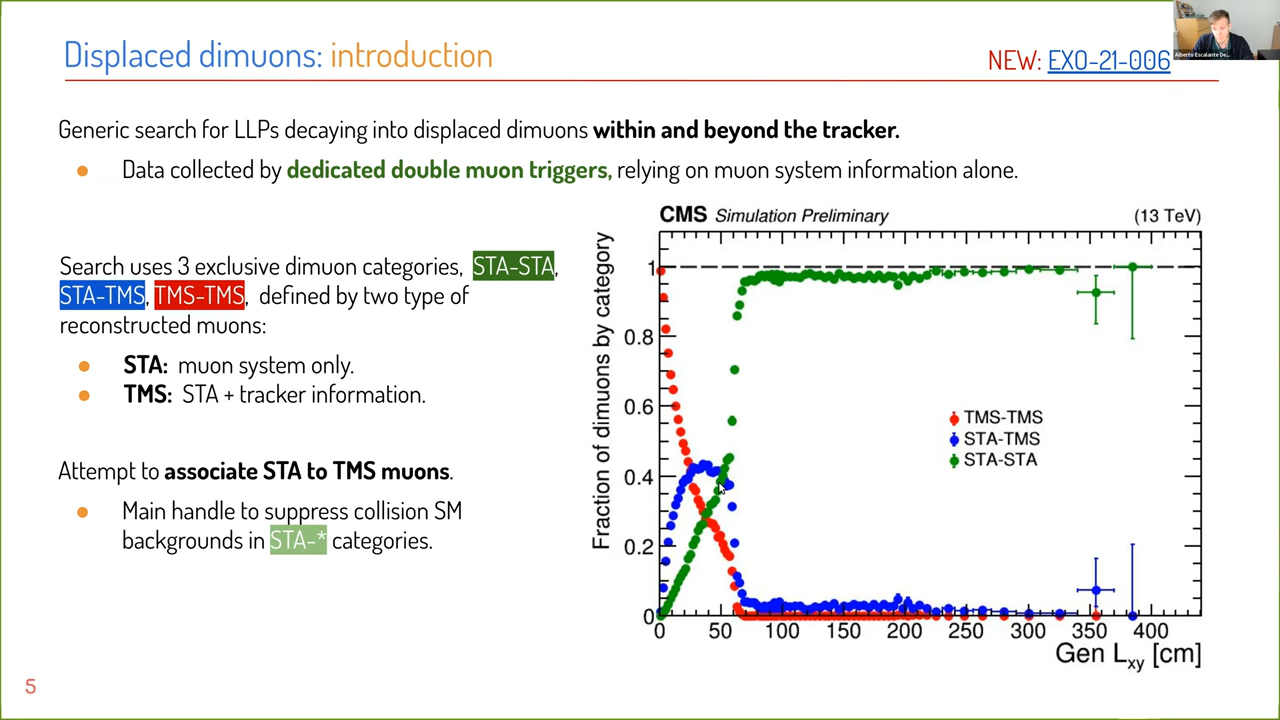 Displaced dimuons: introduction
NEW: EXO-21-006
Alberto Escalante De...
Generic search for LLPs decaying into displaced dimuons within and beyond the tracker.
● Data collected by dedicated double muon triggers, relying on muon system information alone.
Search uses 3 exclusive dimuon categories, STA-STA,
STA-TMS, TMS-TMS, defined by two type of
reconstructed muons:
● STA: muon system only.
● TMS: STA + tracker information.
Attempt to associate STA to TMS muons.
● Main handle to suppress collision SM
backgrounds in STA-* categories.
CMS Simulation Preliminary (13 TeV)
Fraction of dimuons by category
1
0.8
0.6
0.4
0.2
0
TMS-TMS
STA-TMS
STA-STA
0 50 100 150 200 250 300 350 400
Gen Lxy [cm]
5